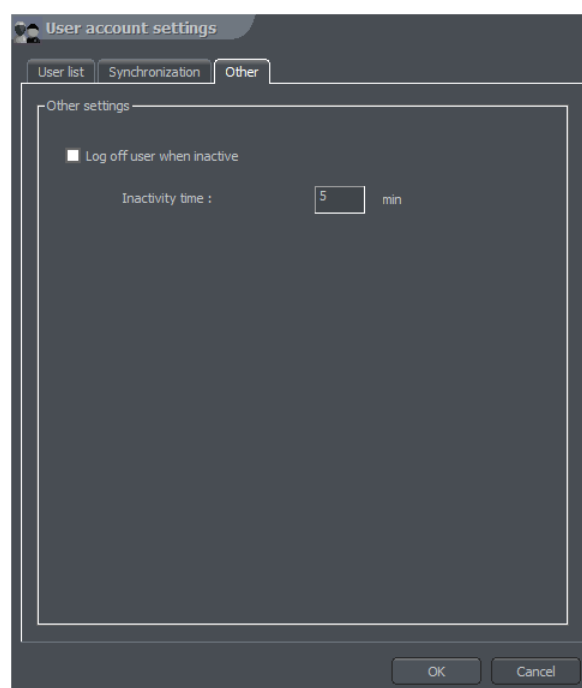 User account settings
User list Synchronization Other
Other settings
Log off user when inactive
Inactivity time : 5 min
OK Cancel